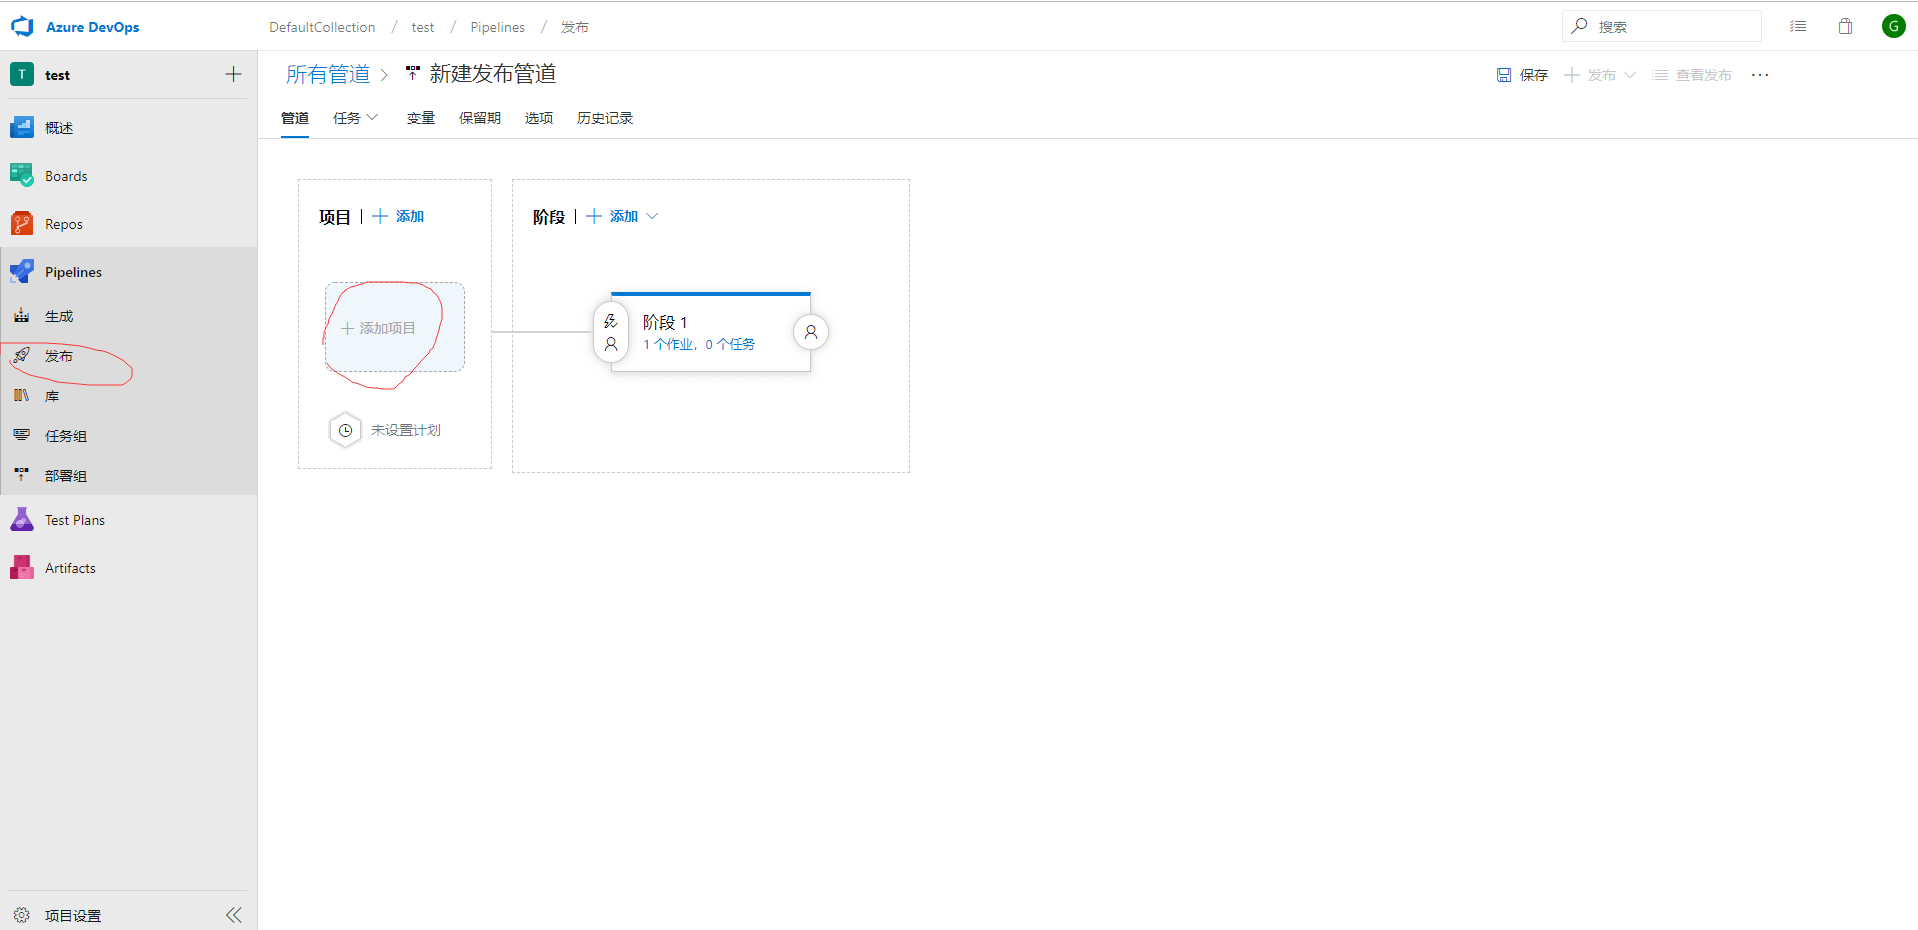 Azure DevOps
DefaultCollection / test / Pipelines / 发布
搜索
G
T test
所有管道 > 新建发布管道
保存 发布 查看发布 ...
管道 任务 变量 保留期 选项 历史记录
概述
Boards
Repos
Pipelines
生成
发布
库
任务组
部署组
Test Plans
Artifacts
项目设置
项目 | + 添加
+ 添加项目
未设置计划
阶段 | + 添加
阶段 1
1 个作业, 0 个任务